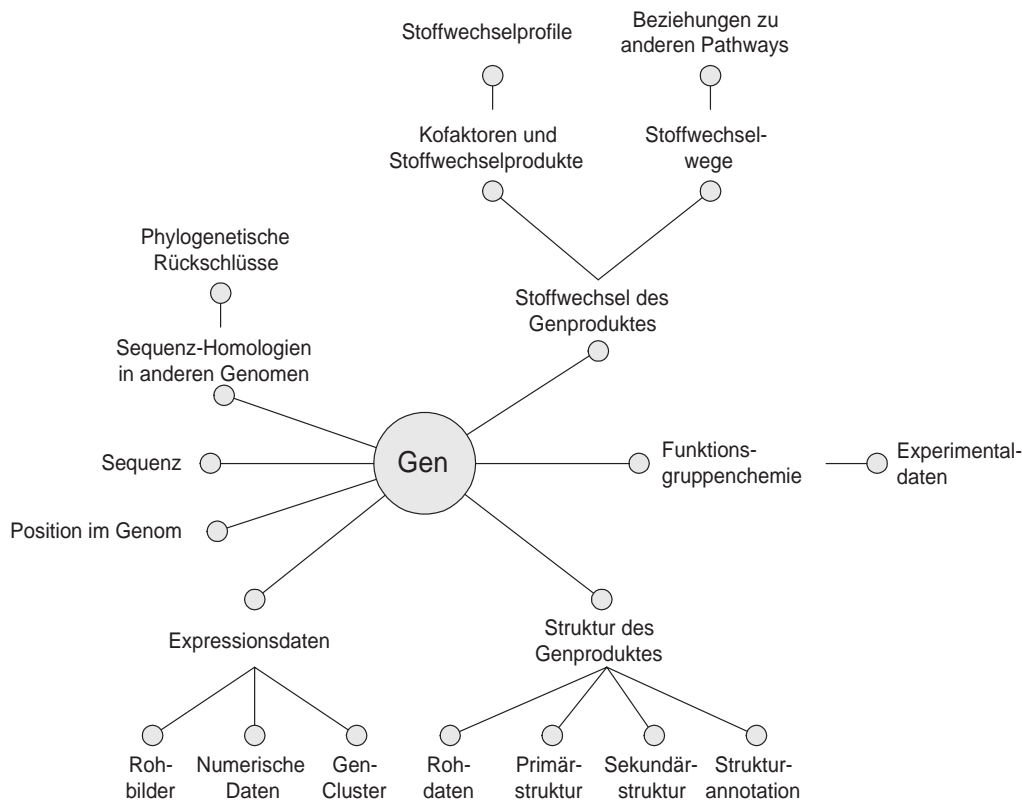 Stoffwechselprofile
Beziehungen zu
anderen Pathways
Kofaktoren und
Stoffwechselprodukte
Stoffwechsel-
wege
Phylogenetische
Rückschlüsse
Stoffwechsel des
Genproduktes
Sequenz-Homologien
in anderen Genomen
Gen
Sequenz
Funktions-
gruppenchemie
Experimental-
daten
Position im Genom
Expressionsdaten
Struktur des
Genproduktes
Roh-
bilder
Numerische
Daten
Gen-
Cluster
Roh-
daten
Primär-
struktur
Sekundär-
struktur
Struktur-
annotation